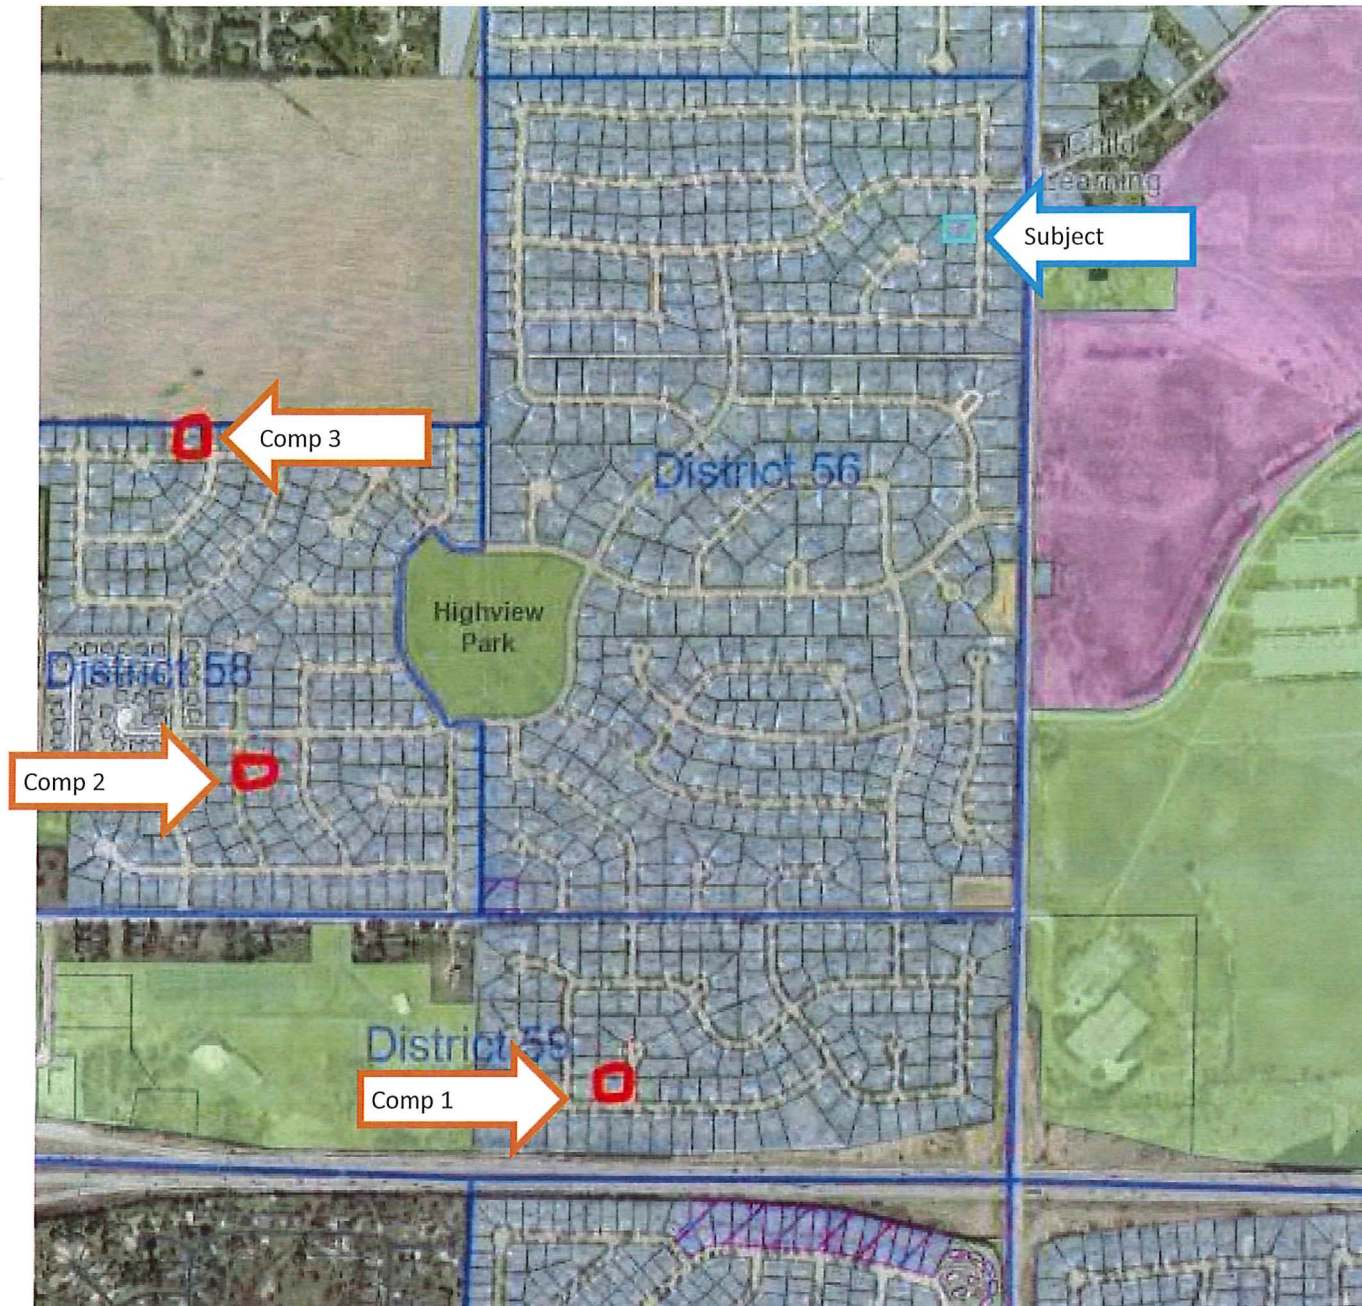 Child
Learning
Subject
Comp 3
District 56
Highview
Park
District 58
Comp 2
District 59
Comp 1